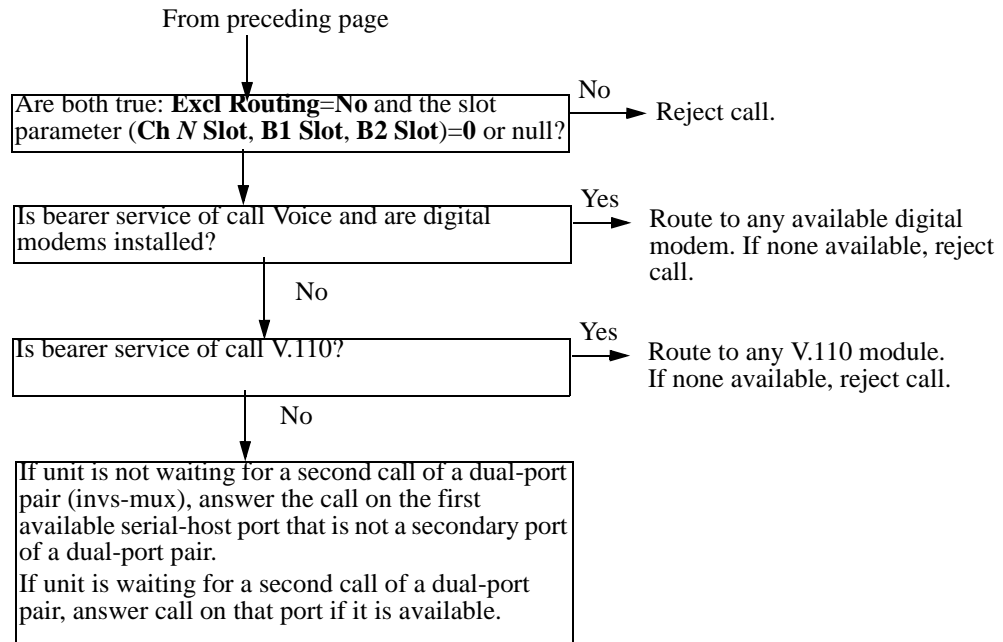 From preceding page
Are both true: Excl Routing=No and the slot
parameter (Ch N Slot, B1 Slot, B2 Slot)=0 or null?
No
Reject call.
Is bearer service of call Voice and are digital
modems installed?
Yes
Route to any available digital
modem. If none available, reject
call.
No
Is bearer service of call V.110?
Yes
Route to any V.110 module.
If none available, reject call.
No
If unit is not waiting for a second call of a dual-port
pair (invs-mux), answer the call on the first
available serial-host port that is not a secondary port
of a dual-port pair.
If unit is waiting for a second call of a dual-port
pair, answer call on that port if it is available.